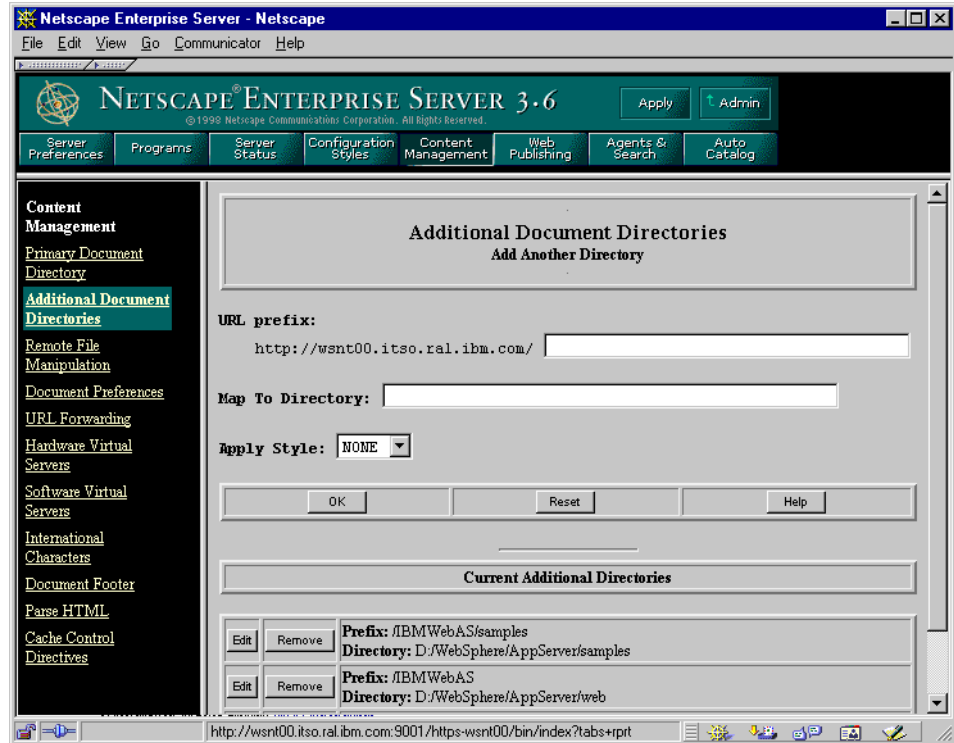 Netscape Enterprise Server - Netscape
File Edit View Go Communicator Help
NETSCAPE® ENTERPRISE SERVER 3.6
©1998 Netscape Communications Corporation. All Rights Reserved.
Apply
Admin
Server Preferences
Programs
Server Status
Configuration Styles
Content Management
Web Publishing
Agents & Search
Auto Catalog
Content
Management
Primary Document
Directory
Additional Document
Directories
Remote File
Manipulation
Document Preferences
URL Forwarding
Hardware Virtual
Servers
Software Virtual
Servers
International
Characters
Document Footer
Parse HTML
Cache Control
Directives
Additional Document Directories
Add Another Directory
URL prefix:
http://wsnt00.itso.ral.ibm.com/
Map To Directory:
Apply Style: NONE
OK Reset Help
Current Additional Directories
Edit Remove
Prefix: /IBMWebAS/samples
Directory: D:/WebSphere/AppServer/samples
Edit Remove
Prefix: /IBMWebAS
Directory: D:/WebSphere/AppServer/web
http://wsnt00.itso.ral.ibm.com:9001/https-wsnt00/bin/index?tabs+rprt